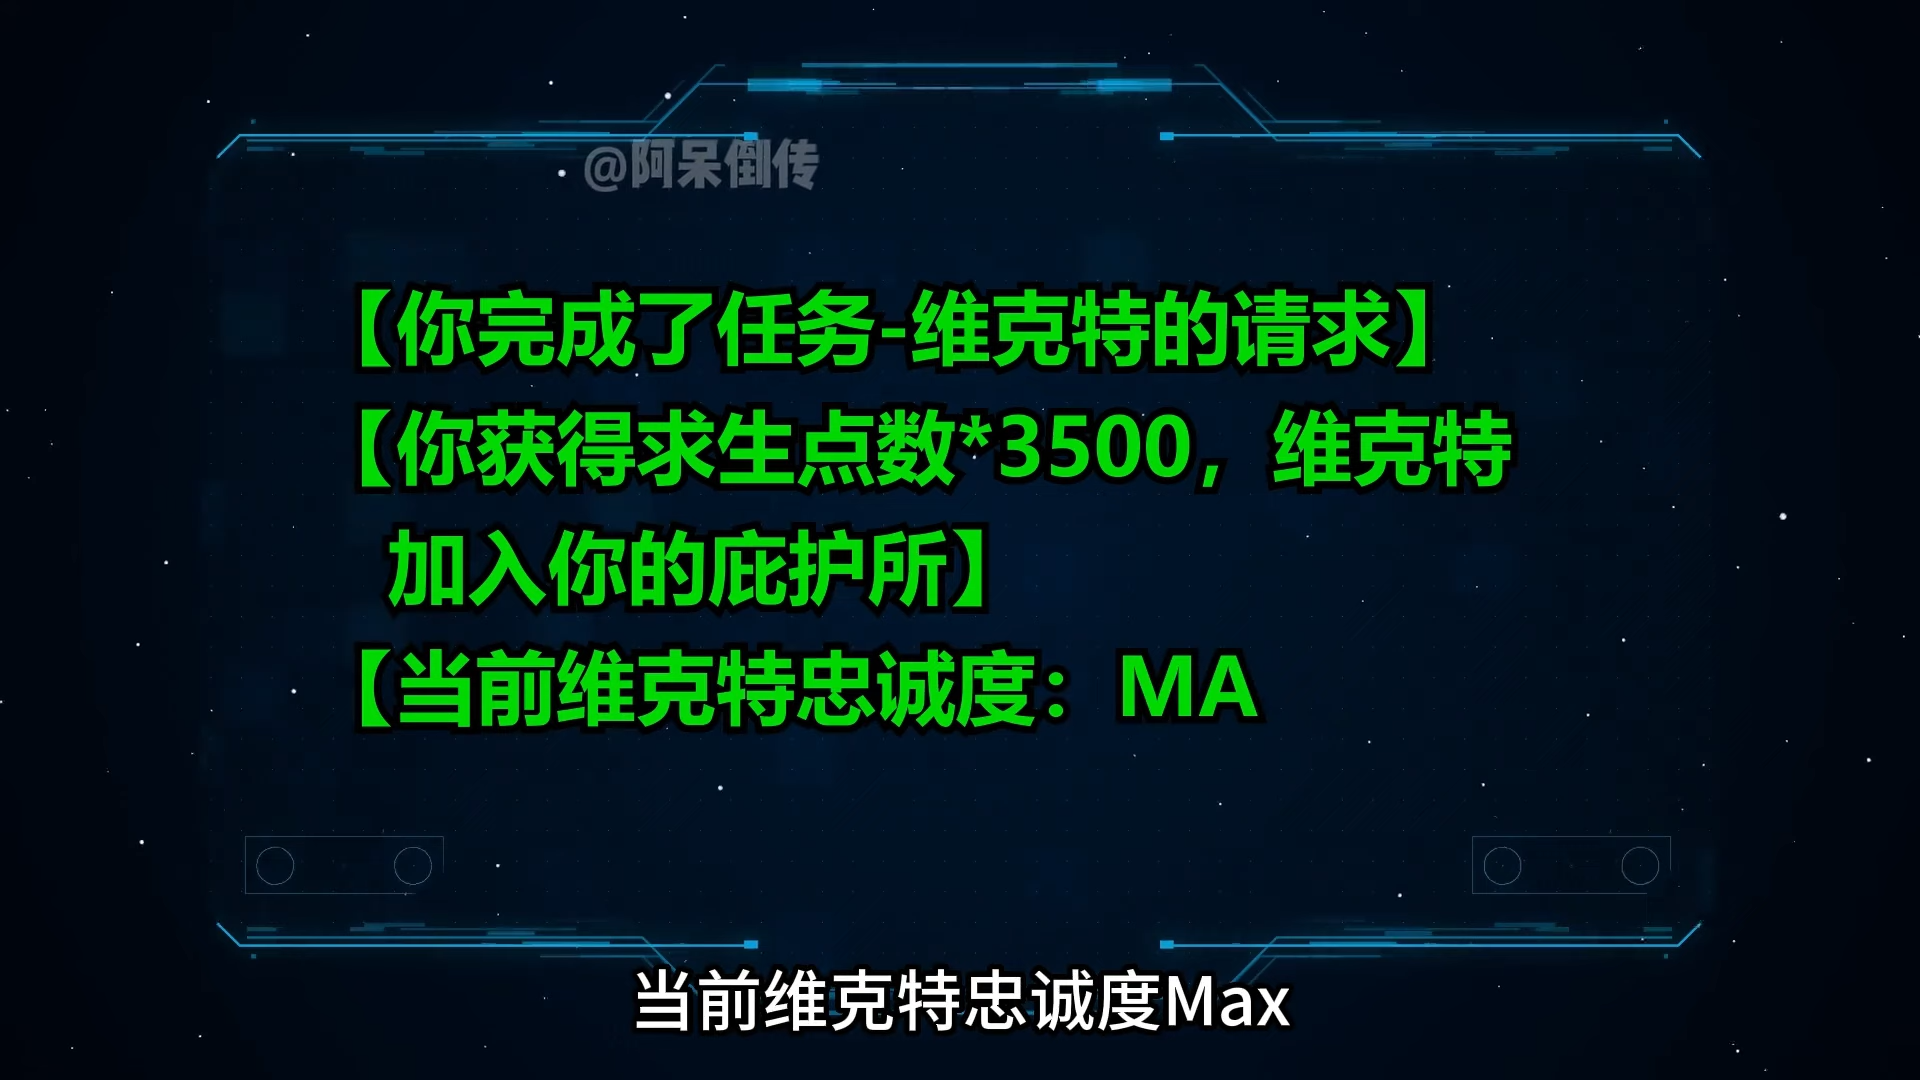 @阿呆倒传
【你完成了任务-维克特的请求】
【你获得求生点数*3500，维克特
加入你的庇护所】
【当前维克特忠诚度：MA
当前维克特忠诚度Max